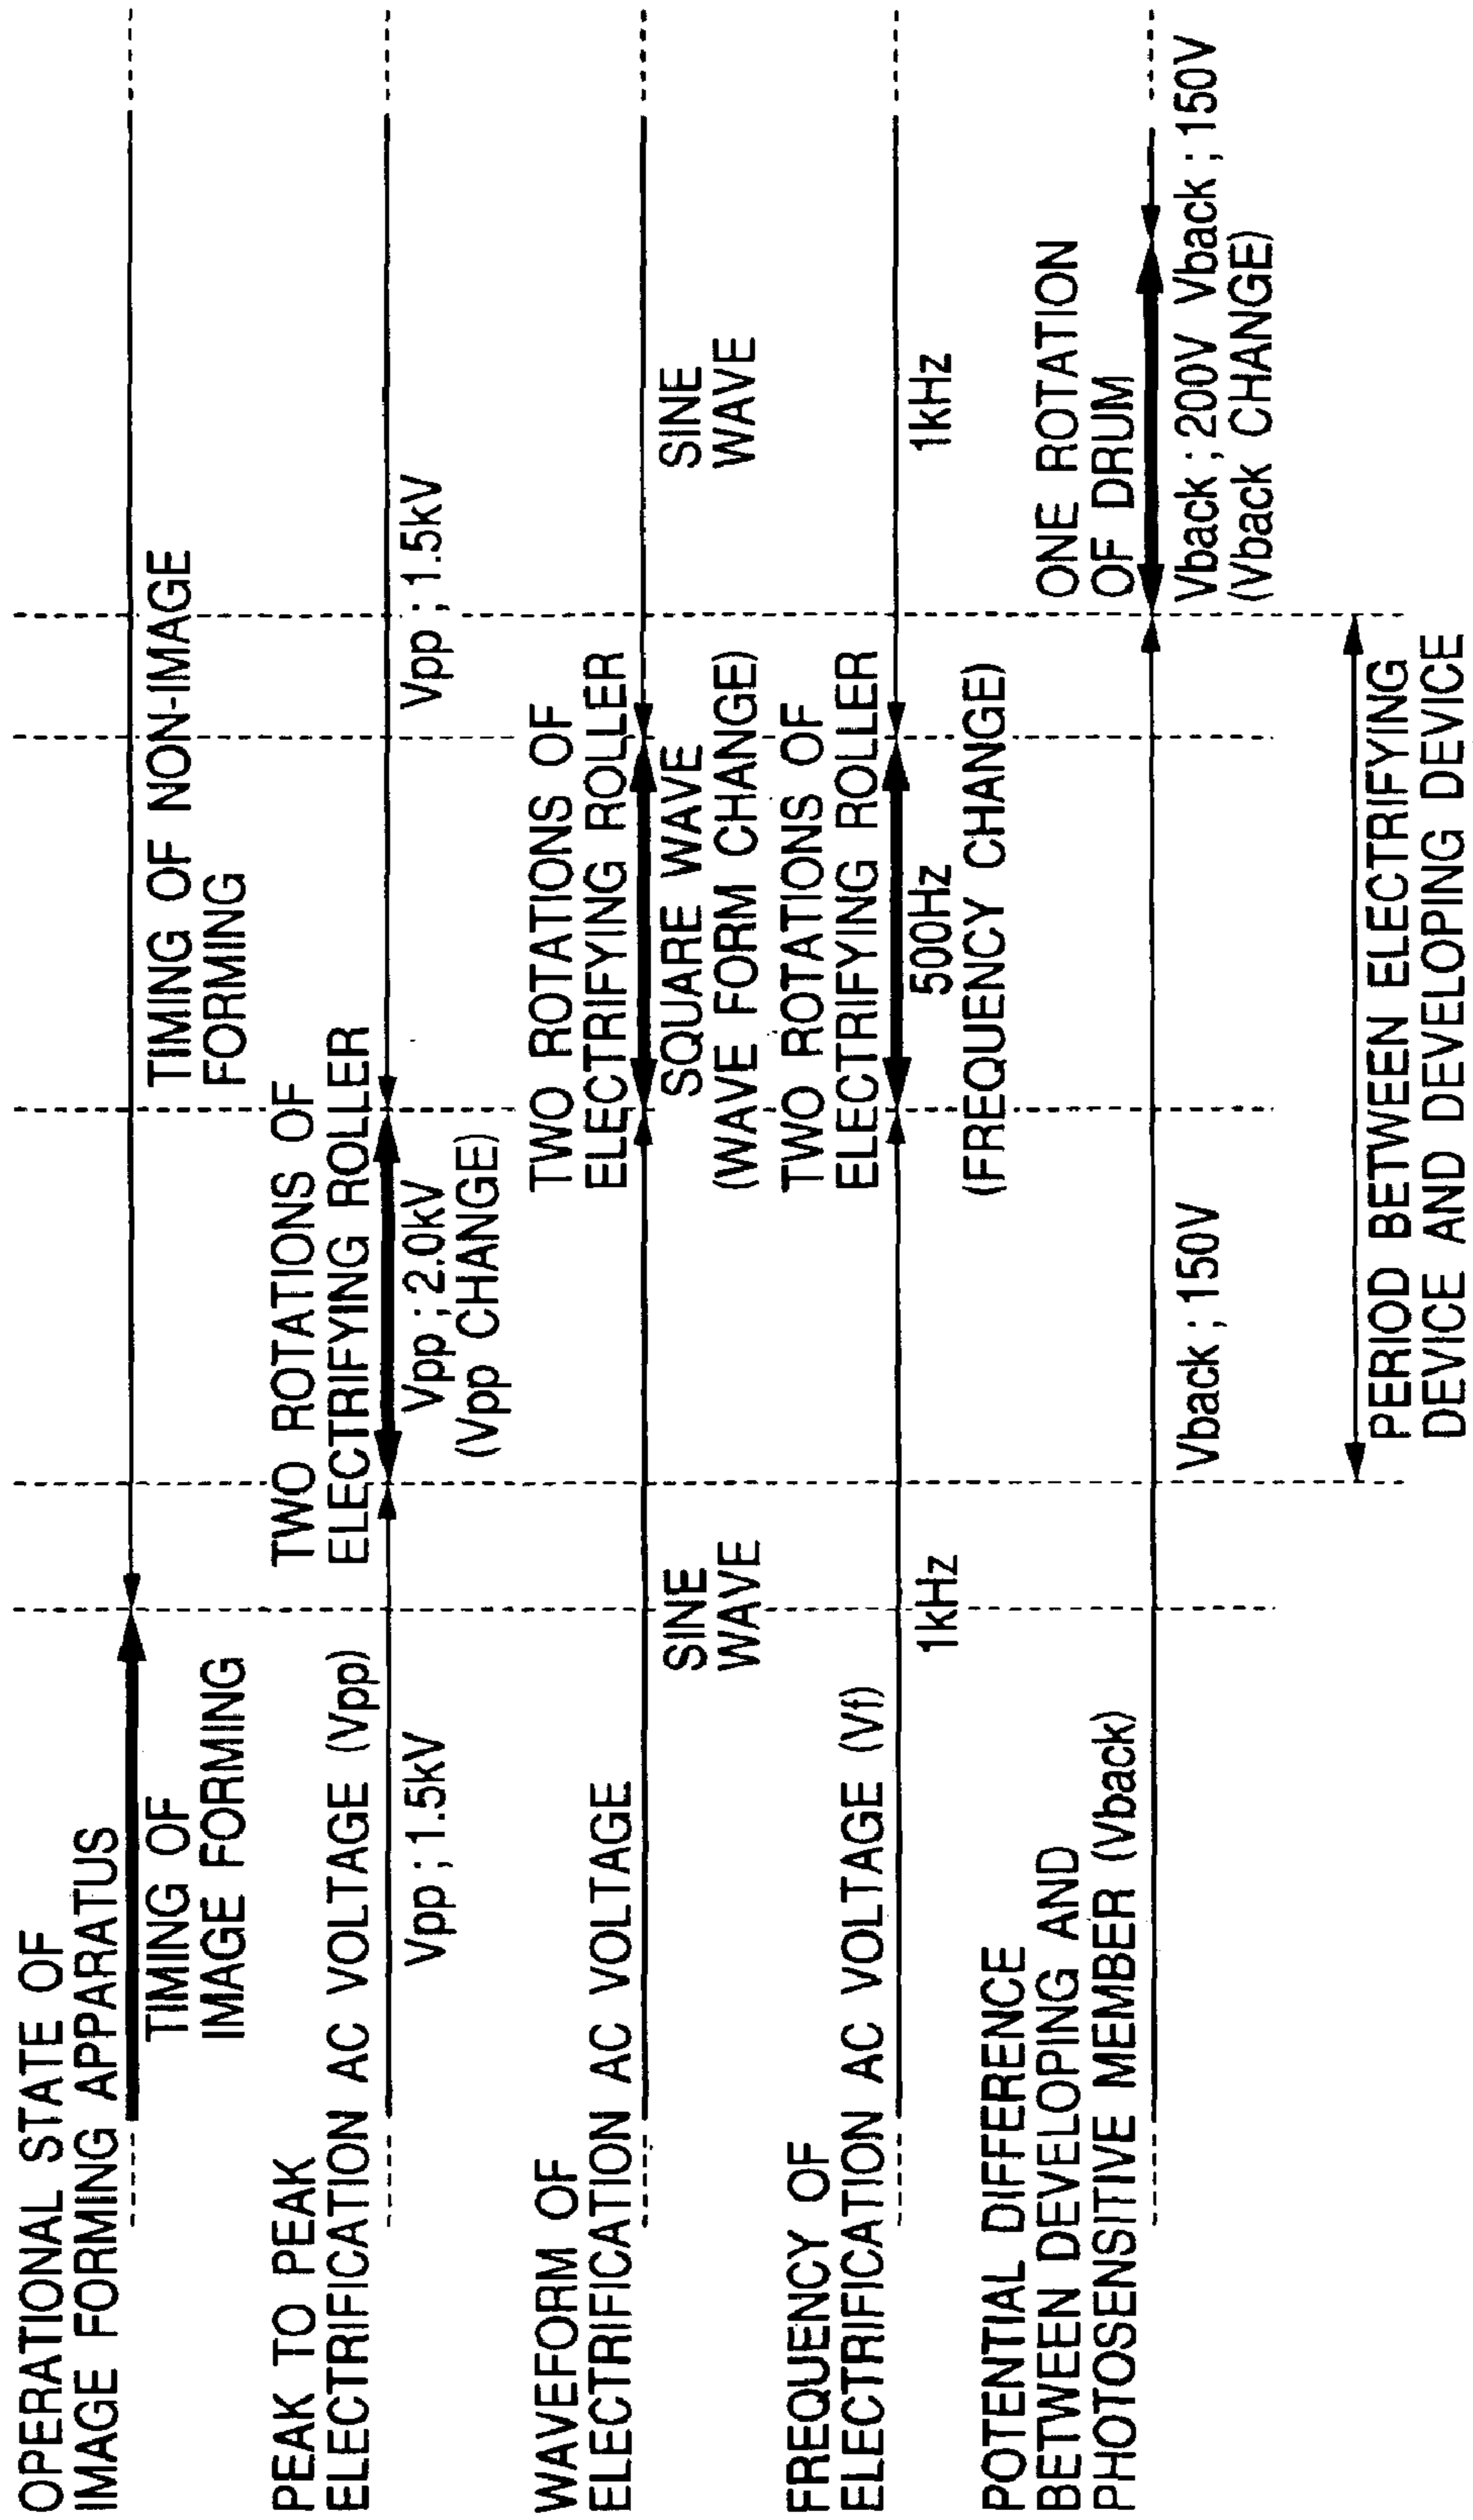 OPERATIONAL STATE OF
IMAGE FORMING APPARATUS
TIMING OF
IMAGE FORMING
TIMING OF NON-IMAGE
FORMING
PEAK TO PEAK
ELECTRIFICATION AC VOLTAGE (Vpp)
Vpp ; 1.5kV
TWO ROTATIONS OF
ELECTRIFYING ROLLER
Vpp ; 2.0kV
(Vpp CHANGE)
Vpp ; 1.5kV
WAVEFORM OF
ELECTRIFICATION AC VOLTAGE
SINE
WAVE
TWO ROTATIONS OF
ELECTRIFYING ROLLER
SQUARE WAVE
(WAVE FORM CHANGE)
SINE
WAVE
FREQUENCY OF
ELECTRIFICATION AC VOLTAGE (Vf)
1kHz
TWO ROTATIONS OF
ELECTRIFYING ROLLER
500Hz
(FREQUENCY CHANGE)
1kHz
POTENTIAL DIFFERENCE
BETWEEN DEVELOPING AND
PHOTOSENSITIVE MEMBER (Vback)
Vback ; 150V
ONE ROTATION
OF DRUM
Vback ; 200V Vback ; 150V
(Vback CHANGE)
PERIOD BETWEEN ELECTRIFYING
DEVICE AND DEVELOPING DEVICE